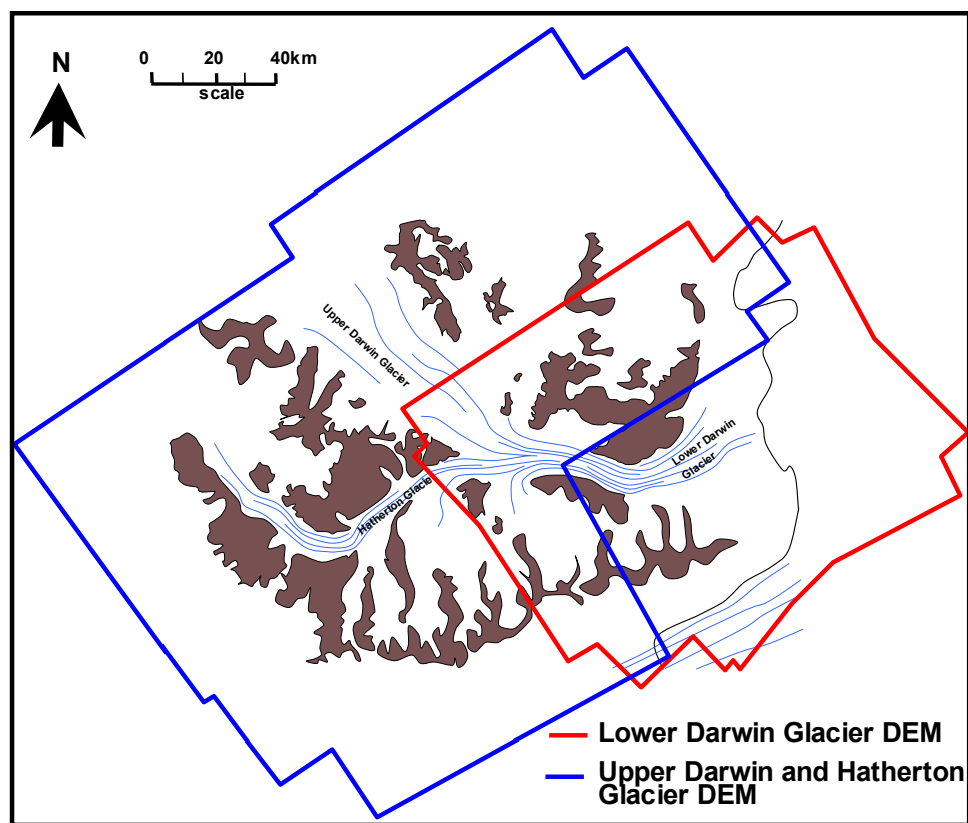 N
0 20 40km
scale
Upper Darwin Glacier
Lower Darwin
Glacier
Hatherton Glacie
Lower Darwin Glacier DEM
Upper Darwin and Hatherton
Glacier DEM